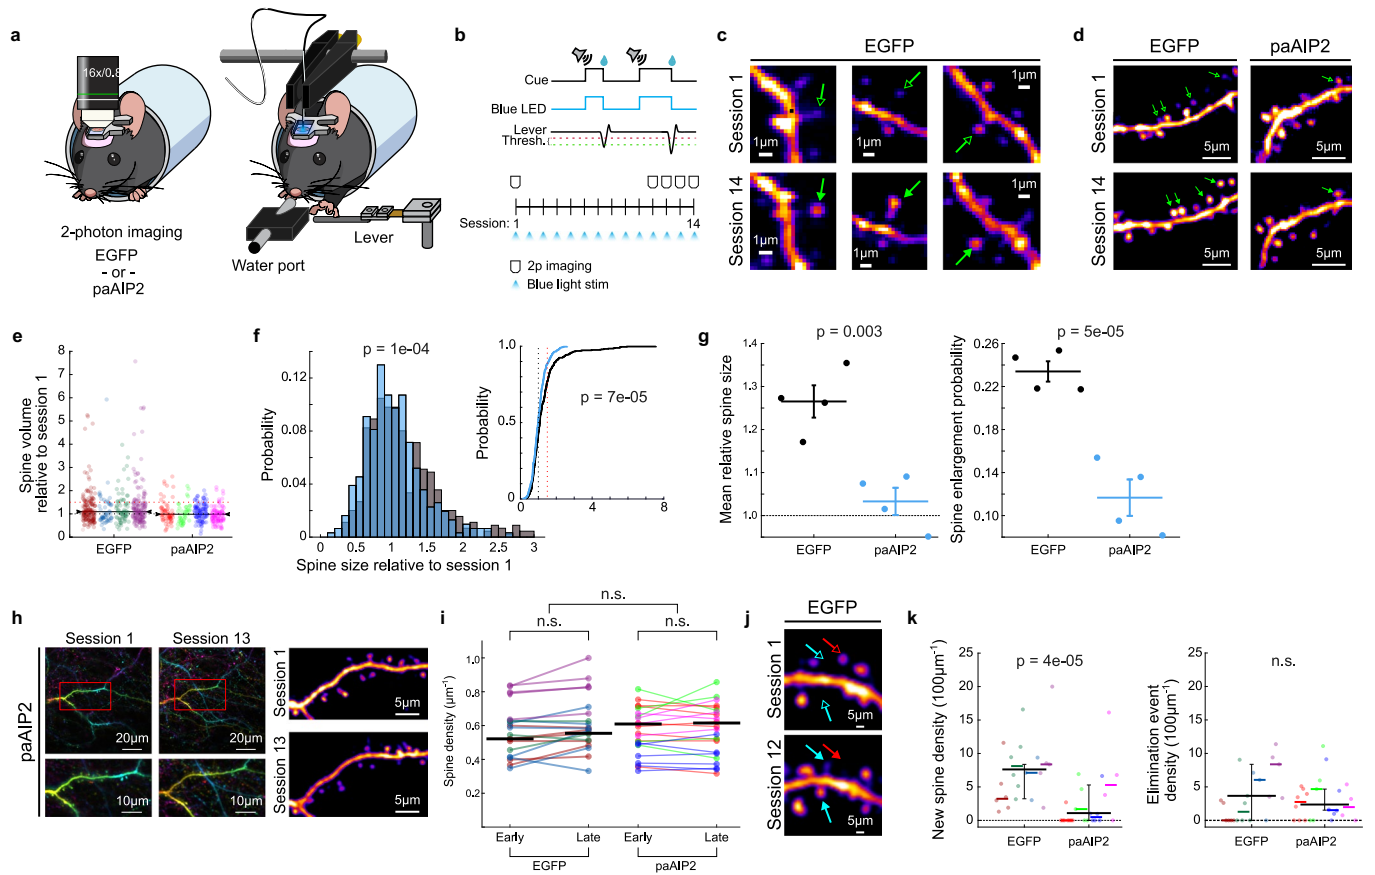 a
16x/0.8
2-photon imaging
EGFP
- or -
paAIP2
Water port
Lever
b
Cue
Blue LED
Lever
Thresh.
Session: 1
14
2p imaging
Blue light stim
c
EGFP
Session 1
Session 14
1µm
1µm
1µm
1µm
1µm
1µm
d
EGFP
paAIP2
Session 1
Session 14
5µm
5µm
5µm
5µm
e
Spine volume
relative to session 1
8
7
6
5
4
3
2
1
0
EGFP
paAIP2
f
p = 1e-04
Probability
0.12
0.08
0.04
0
0
0.5
1
1.5
2
2.5
3
Spine size relative to session 1
Probability
1.0
0.5
0
0
4
8
p = 7e-05
g
p = 0.003
Mean relative spine size
1.4
1.3
1.2
1.1
1.0
EGFP
paAIP2
p = 5e-05
Spine enlargement probability
0.26
0.22
0.18
0.14
0.10
EGFP
paAIP2
h
paAIP2
Session 1
Session 13
20µm
20µm
10µm
10µm
Session 1
Session 13
5µm
5µm
i
n.s.
n.s.
n.s.
Spine density (µm⁻¹)
1.0
0.8
0.6
0.4
0.2
0
Early
Late
Early
Late
EGFP
paAIP2
j
EGFP
Session 1
Session 12
5µm
5µm
k
p = 4e-05
New spine density (100µm⁻¹)
25
20
15
10
5
0
EGFP
paAIP2
n.s.
Elimination event
density (100µm⁻¹)
25
20
15
10
5
0
EGFP
paAIP2